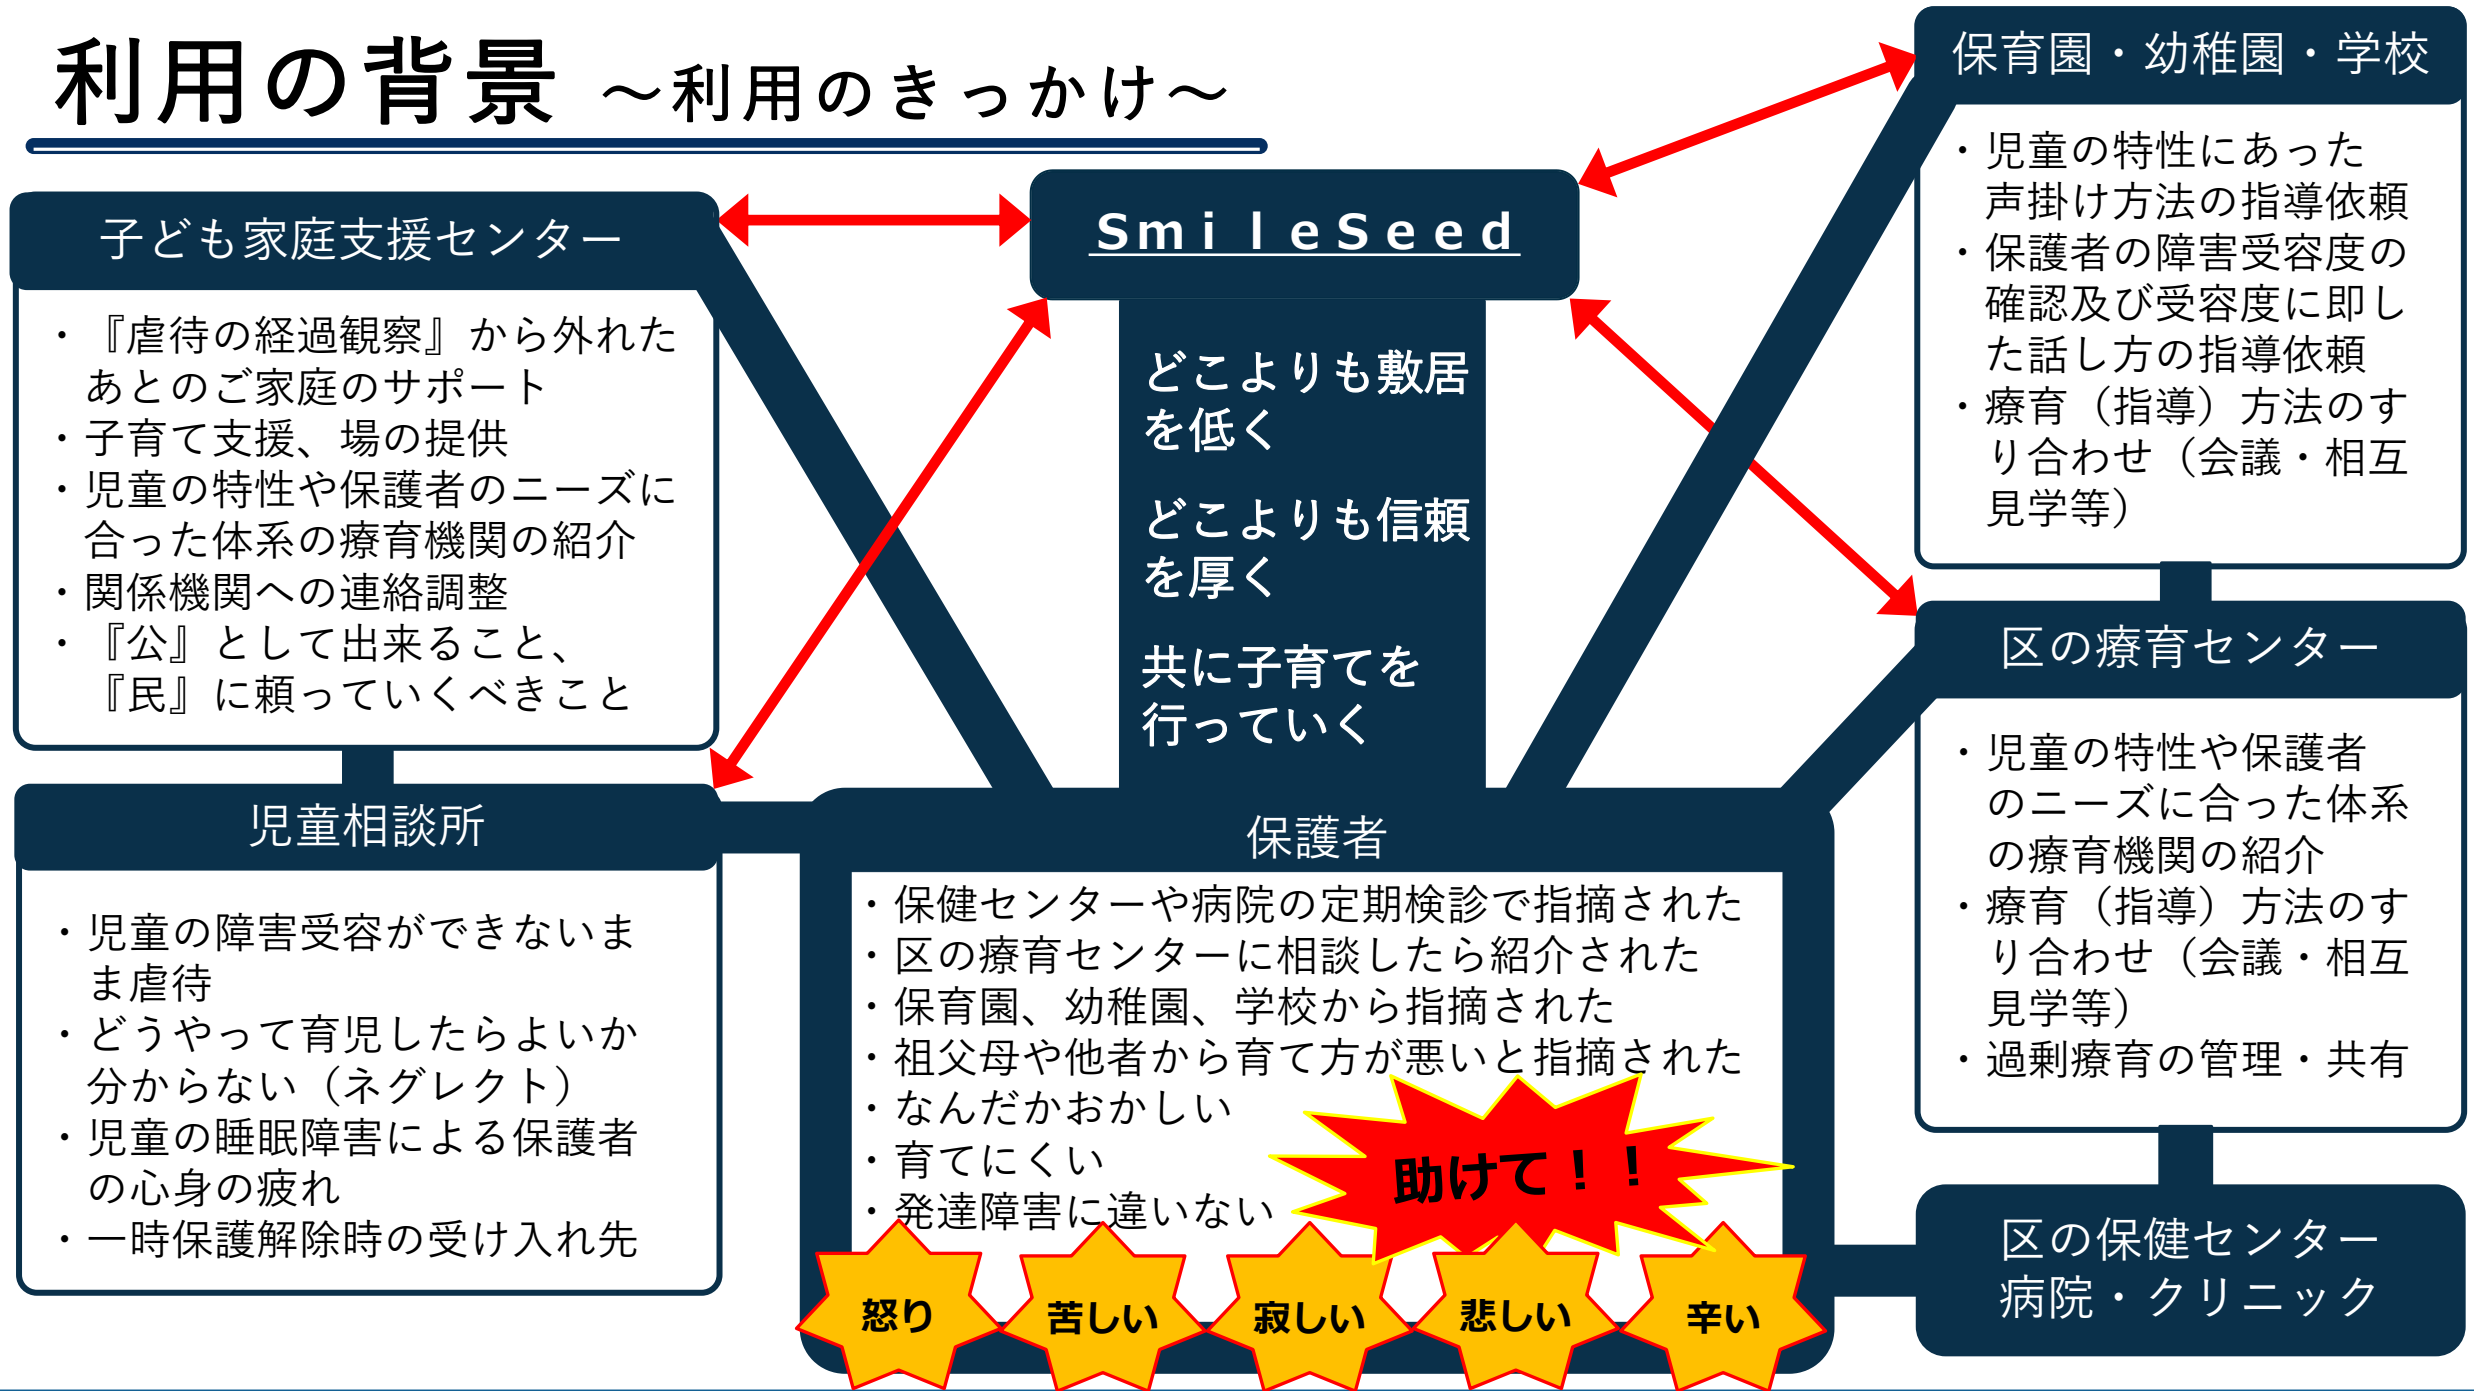 利用の背景 ～利用のきっかけ～
子ども家庭支援センター
・『虐待の経過観察』から外れた
あとのご家庭のサポート
・子育て支援、場の提供
・児童の特性や保護者のニーズに
合った体系の療育機関の紹介
・関係機関への連絡調整
・『公』として出来ること、
『民』に頼っていくべきこと
児童相談所
・児童の障害受容ができないま
ま虐待
・どうやって育児したらよいか
分からない（ネグレクト）
・児童の睡眠障害による保護者
の心身の疲れ
・一時保護解除時の受け入れ先
ＳｍｉｌｅＳｅｅｄ
どこよりも敷居
を低く
どこよりも信頼
を厚く
共に子育てを
行っていく
保護者
・保健センターや病院の定期検診で指摘された
・区の療育センターに相談したら紹介された
・保育園、幼稚園、学校から指摘された
・祖父母や他者から育て方が悪いと指摘された
・なんだかおかしい
・育てにくい
・発達障害に違いない
助けて！！
怒り
苦しい
寂しい
悲しい
辛い
保育園・幼稚園・学校
・児童の特性にあった
声掛け方法の指導依頼
・保護者の障害受容度の
確認及び受容度に即し
た話し方の指導依頼
・療育（指導）方法のす
り合わせ（会議・相互
見学等）
区の療育センター
・児童の特性や保護者
のニーズに合った体系
の療育機関の紹介
・療育（指導）方法のす
り合わせ（会議・相互
見学等）
・過剰療育の管理・共有
区の保健センター
病院・クリニック